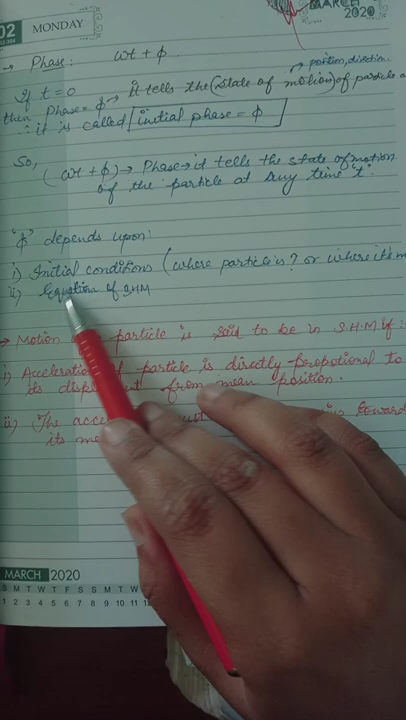 02 MONDAY
MARCH
2020
→ Phase: ωt + ϕ
position, direction.
If t = 0 → it tells the (state of motion) of particle
then Phase = ϕ
∴ it is called [initial phase = ϕ]
So,
(ωt + ϕ) → Phase → it tells the state of motion
of the particle at any time 't'.
'ϕ' depends upon:
i) Initial conditions (where particle is? or where it's
ii) Equation of SHM
→ Motion particle is said to be in S.H.M if:
i) Acceleration of particle is directly propotional to
its from mean position.
ii) The towards
its
MARCH 2020
S M T W T F S S M T W
1 2 3 4 5 6 7 8 9 10 11